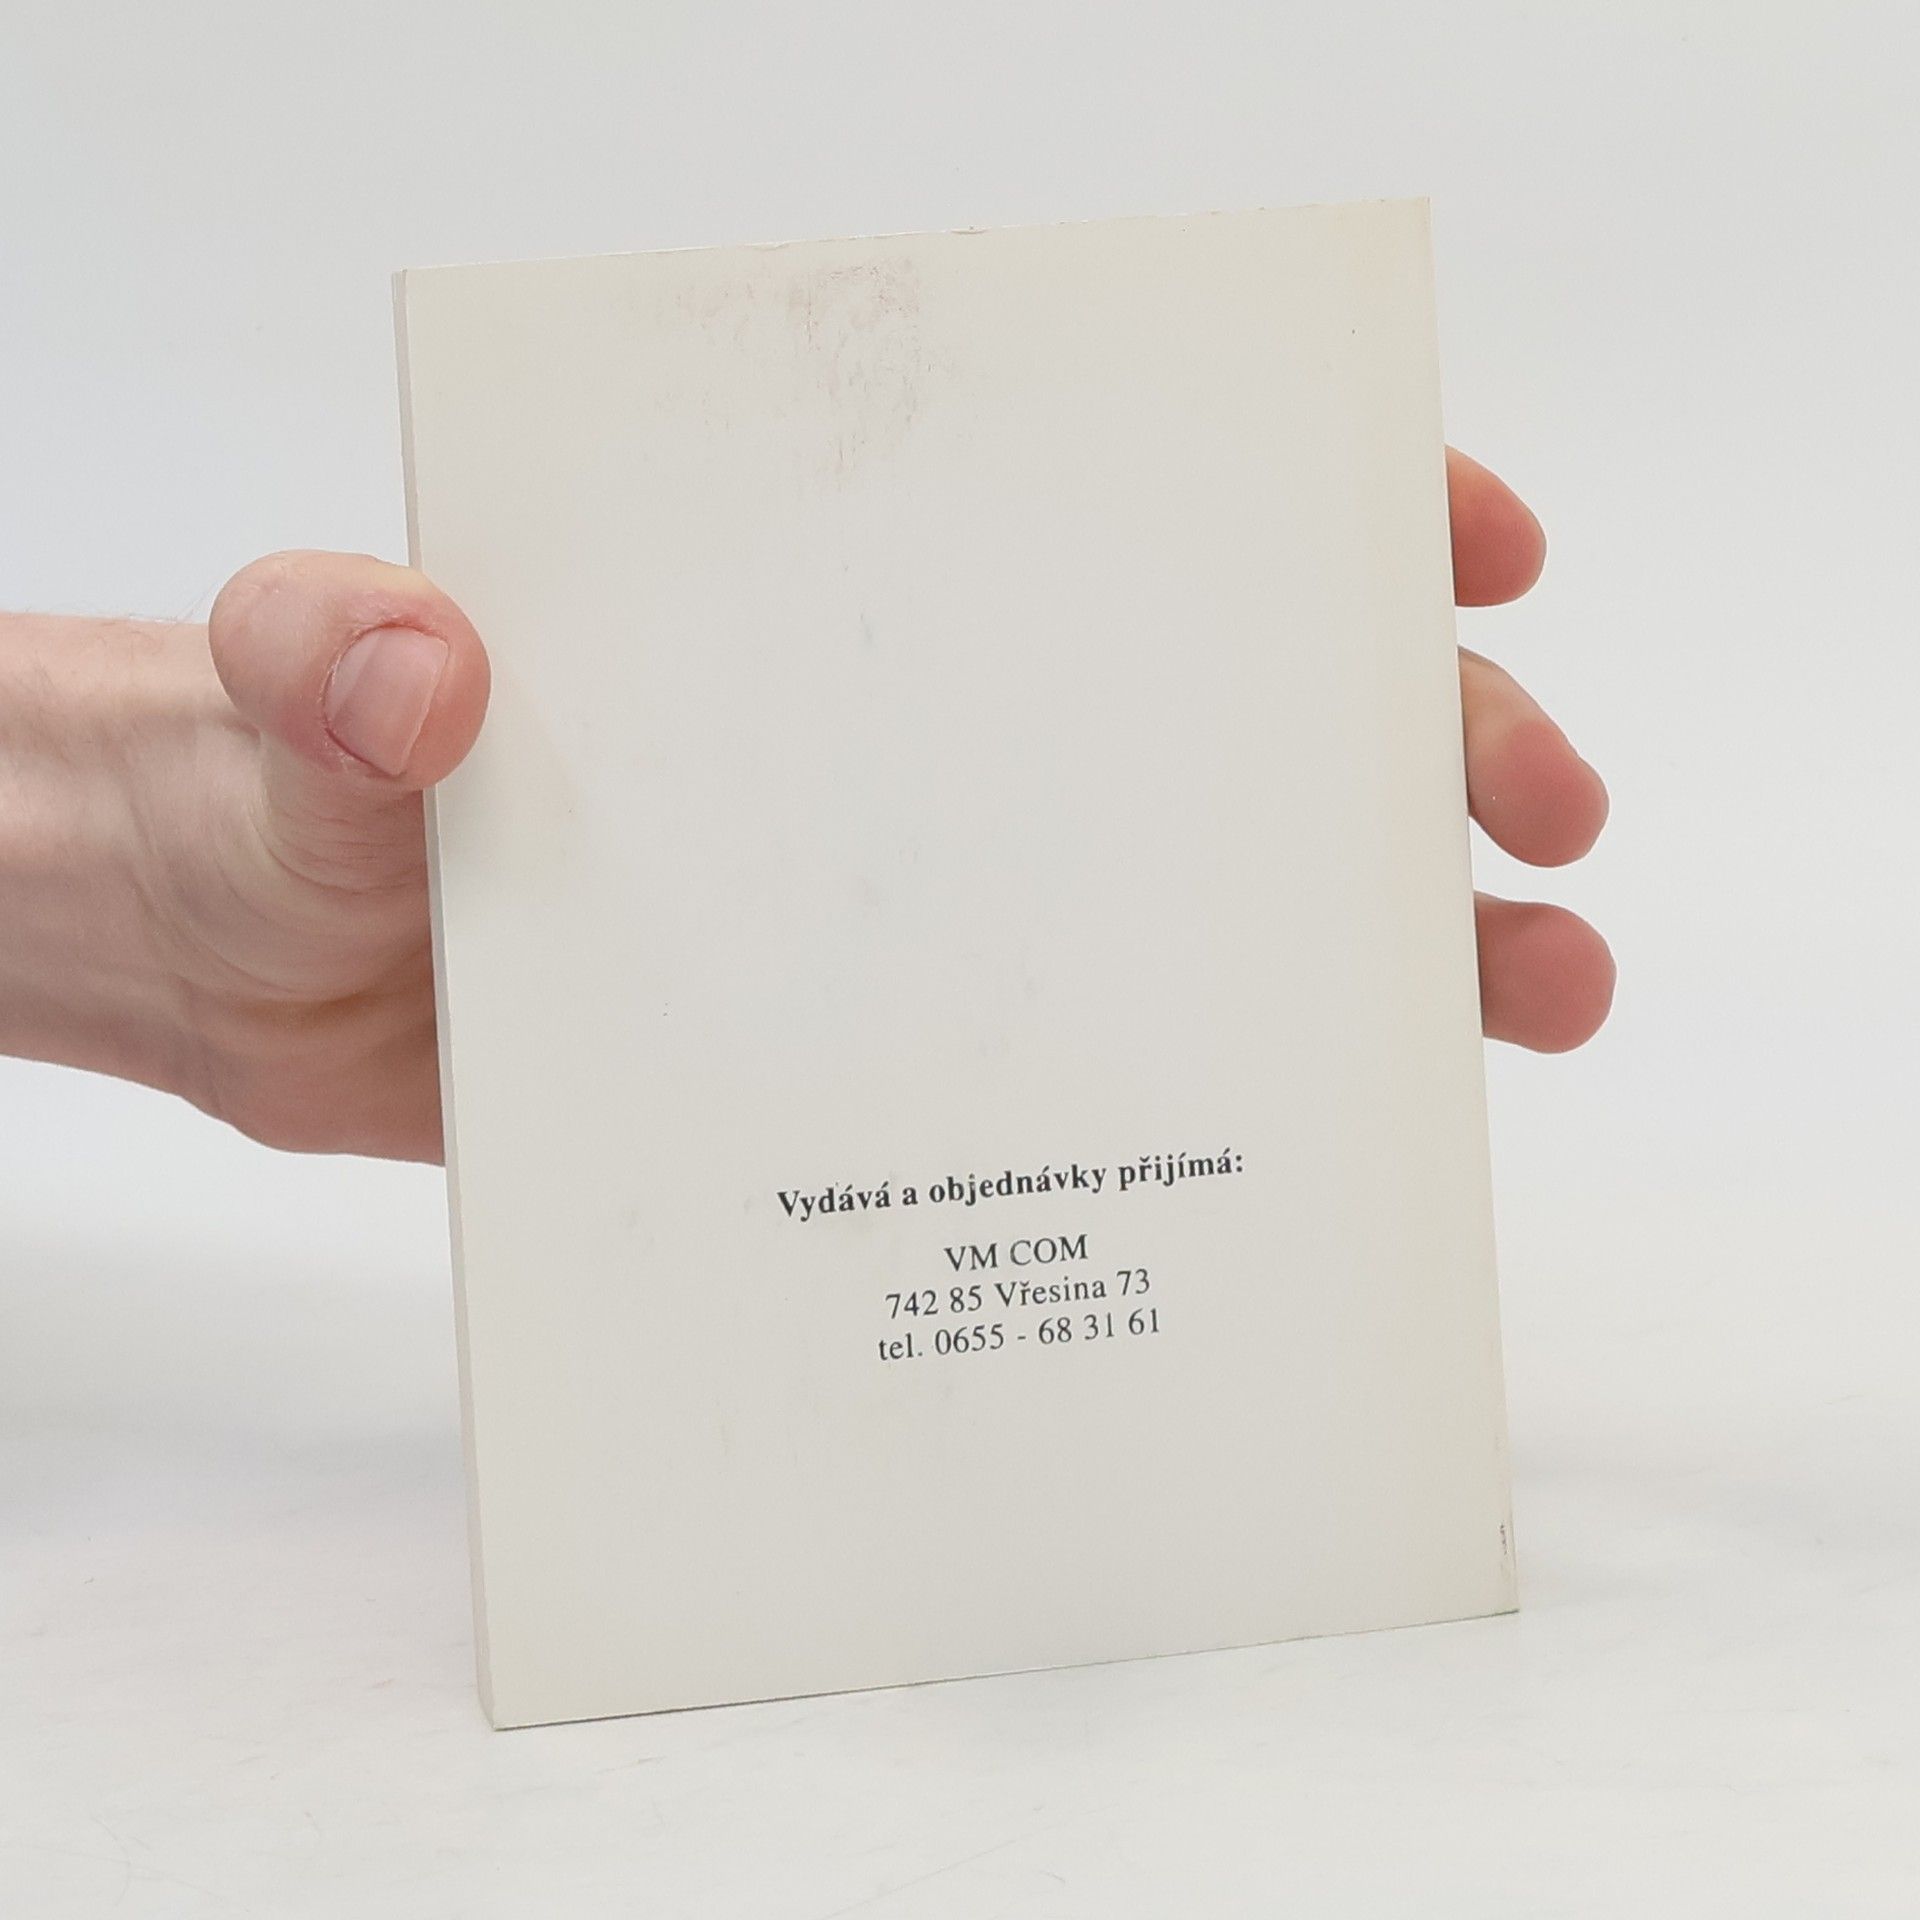 Vydává a objednávky přijímá:
VM COM
742 85 Vřesina 73
tel. 0655 - 68 31 61